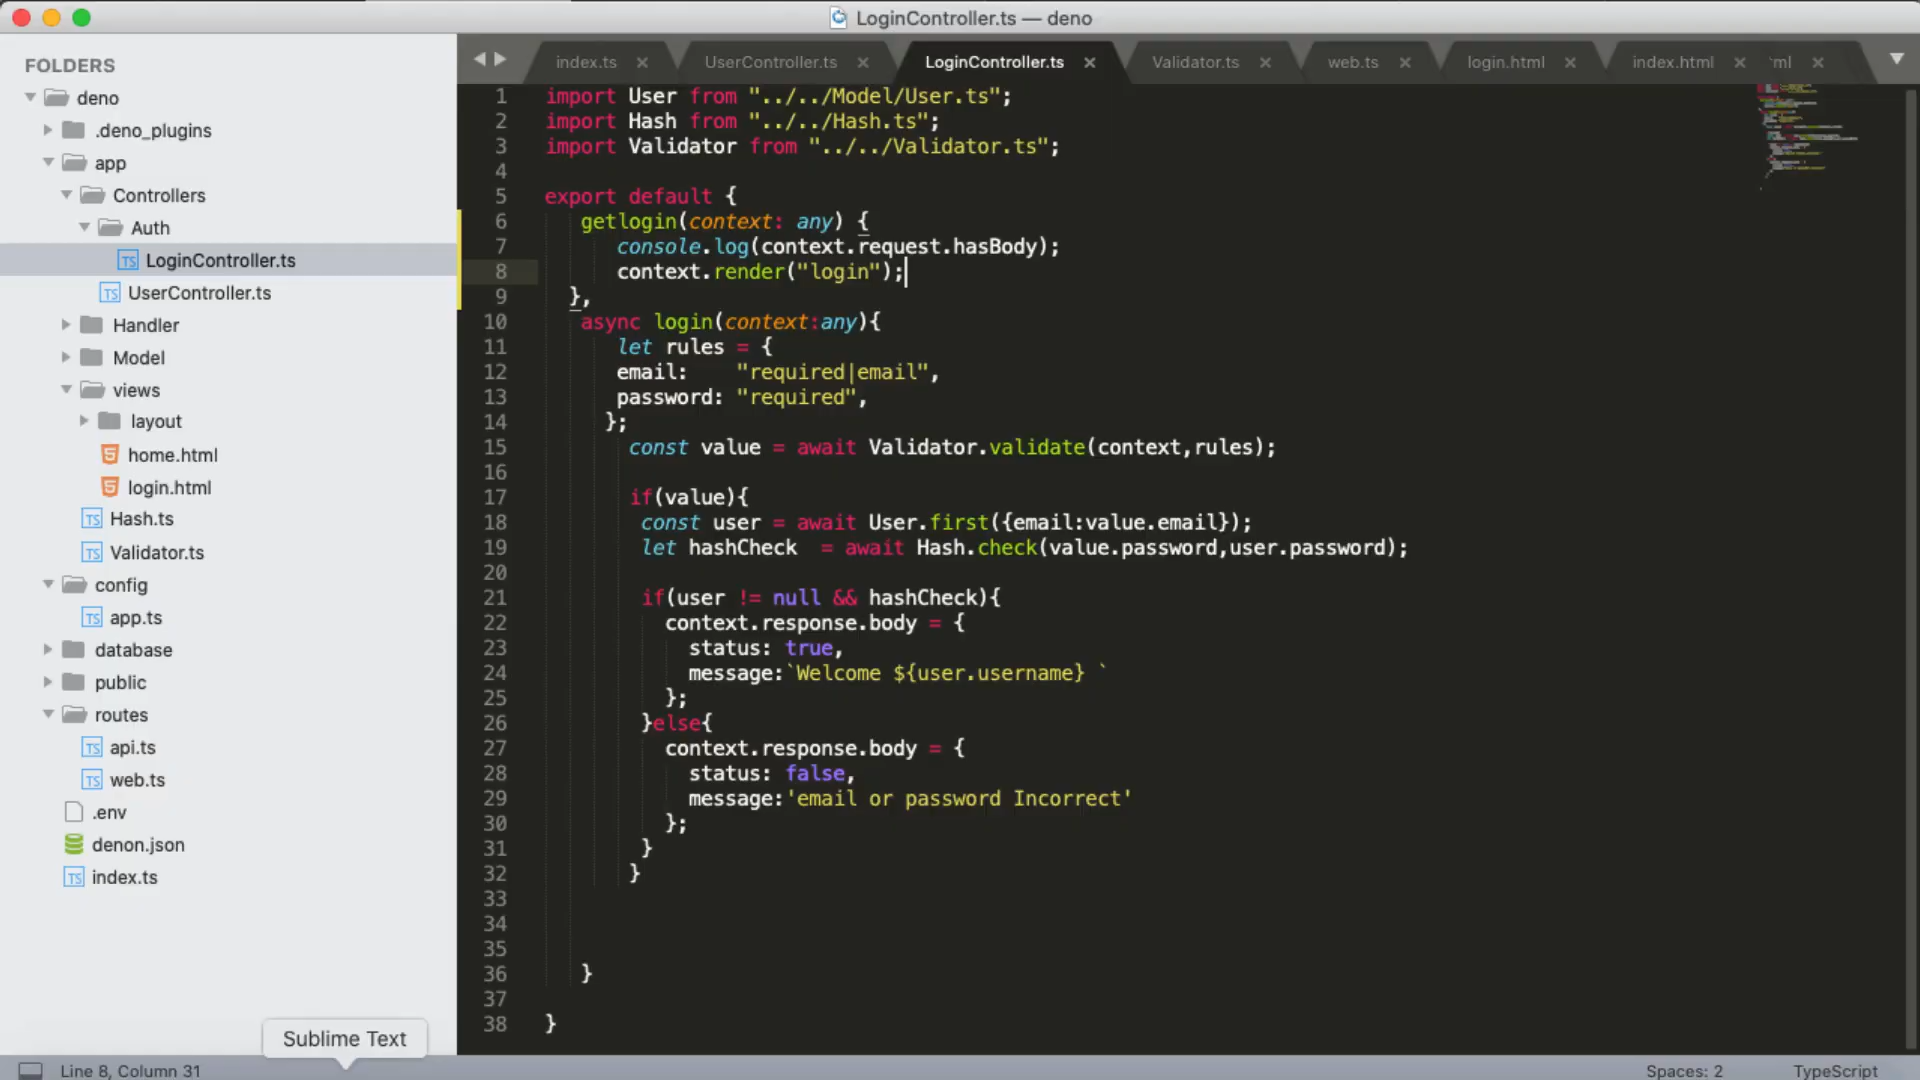 LoginController.ts — deno
FOLDERS
deno
.deno_plugins
app
Controllers
Auth
LoginController.ts
UserController.ts
Handler
Model
views
layout
home.html
login.html
Hash.ts
Validator.ts
config
app.ts
database
public
routes
api.ts
web.ts
.env
denon.json
index.ts
index.ts × UserController.ts × LoginController.ts × Validator.ts × web.ts × login.html × index.html × ml ×
1 import User from "../../Model/User.ts";
2 import Hash from "../../Hash.ts";
3 import Validator from "../../Validator.ts";
4
5 export default {
6 getlogin(context: any) {
7 console.log(context.request.hasBody);
8 context.render("login");
9 },
10 async login(context:any){
11 let rules = {
12 email: "required|email",
13 password: "required",
14 };
15 const value = await Validator.validate(context,rules);
16
17 if(value){
18 const user = await User.first({email:value.email});
19 let hashCheck = await Hash.check(value.password,user.password);
20
21 if(user != null && hashCheck){
22 context.response.body = {
23 status: true,
24 message:`Welcome ${user.username} `
25 };
26 }else{
27 context.response.body = {
28 status: false,
29 message:'email or password Incorrect'
30 };
31 }
32 }
33
34
35
36 }
37
38 }
Sublime Text
Line 8, Column 31
Spaces: 2
TypeScript